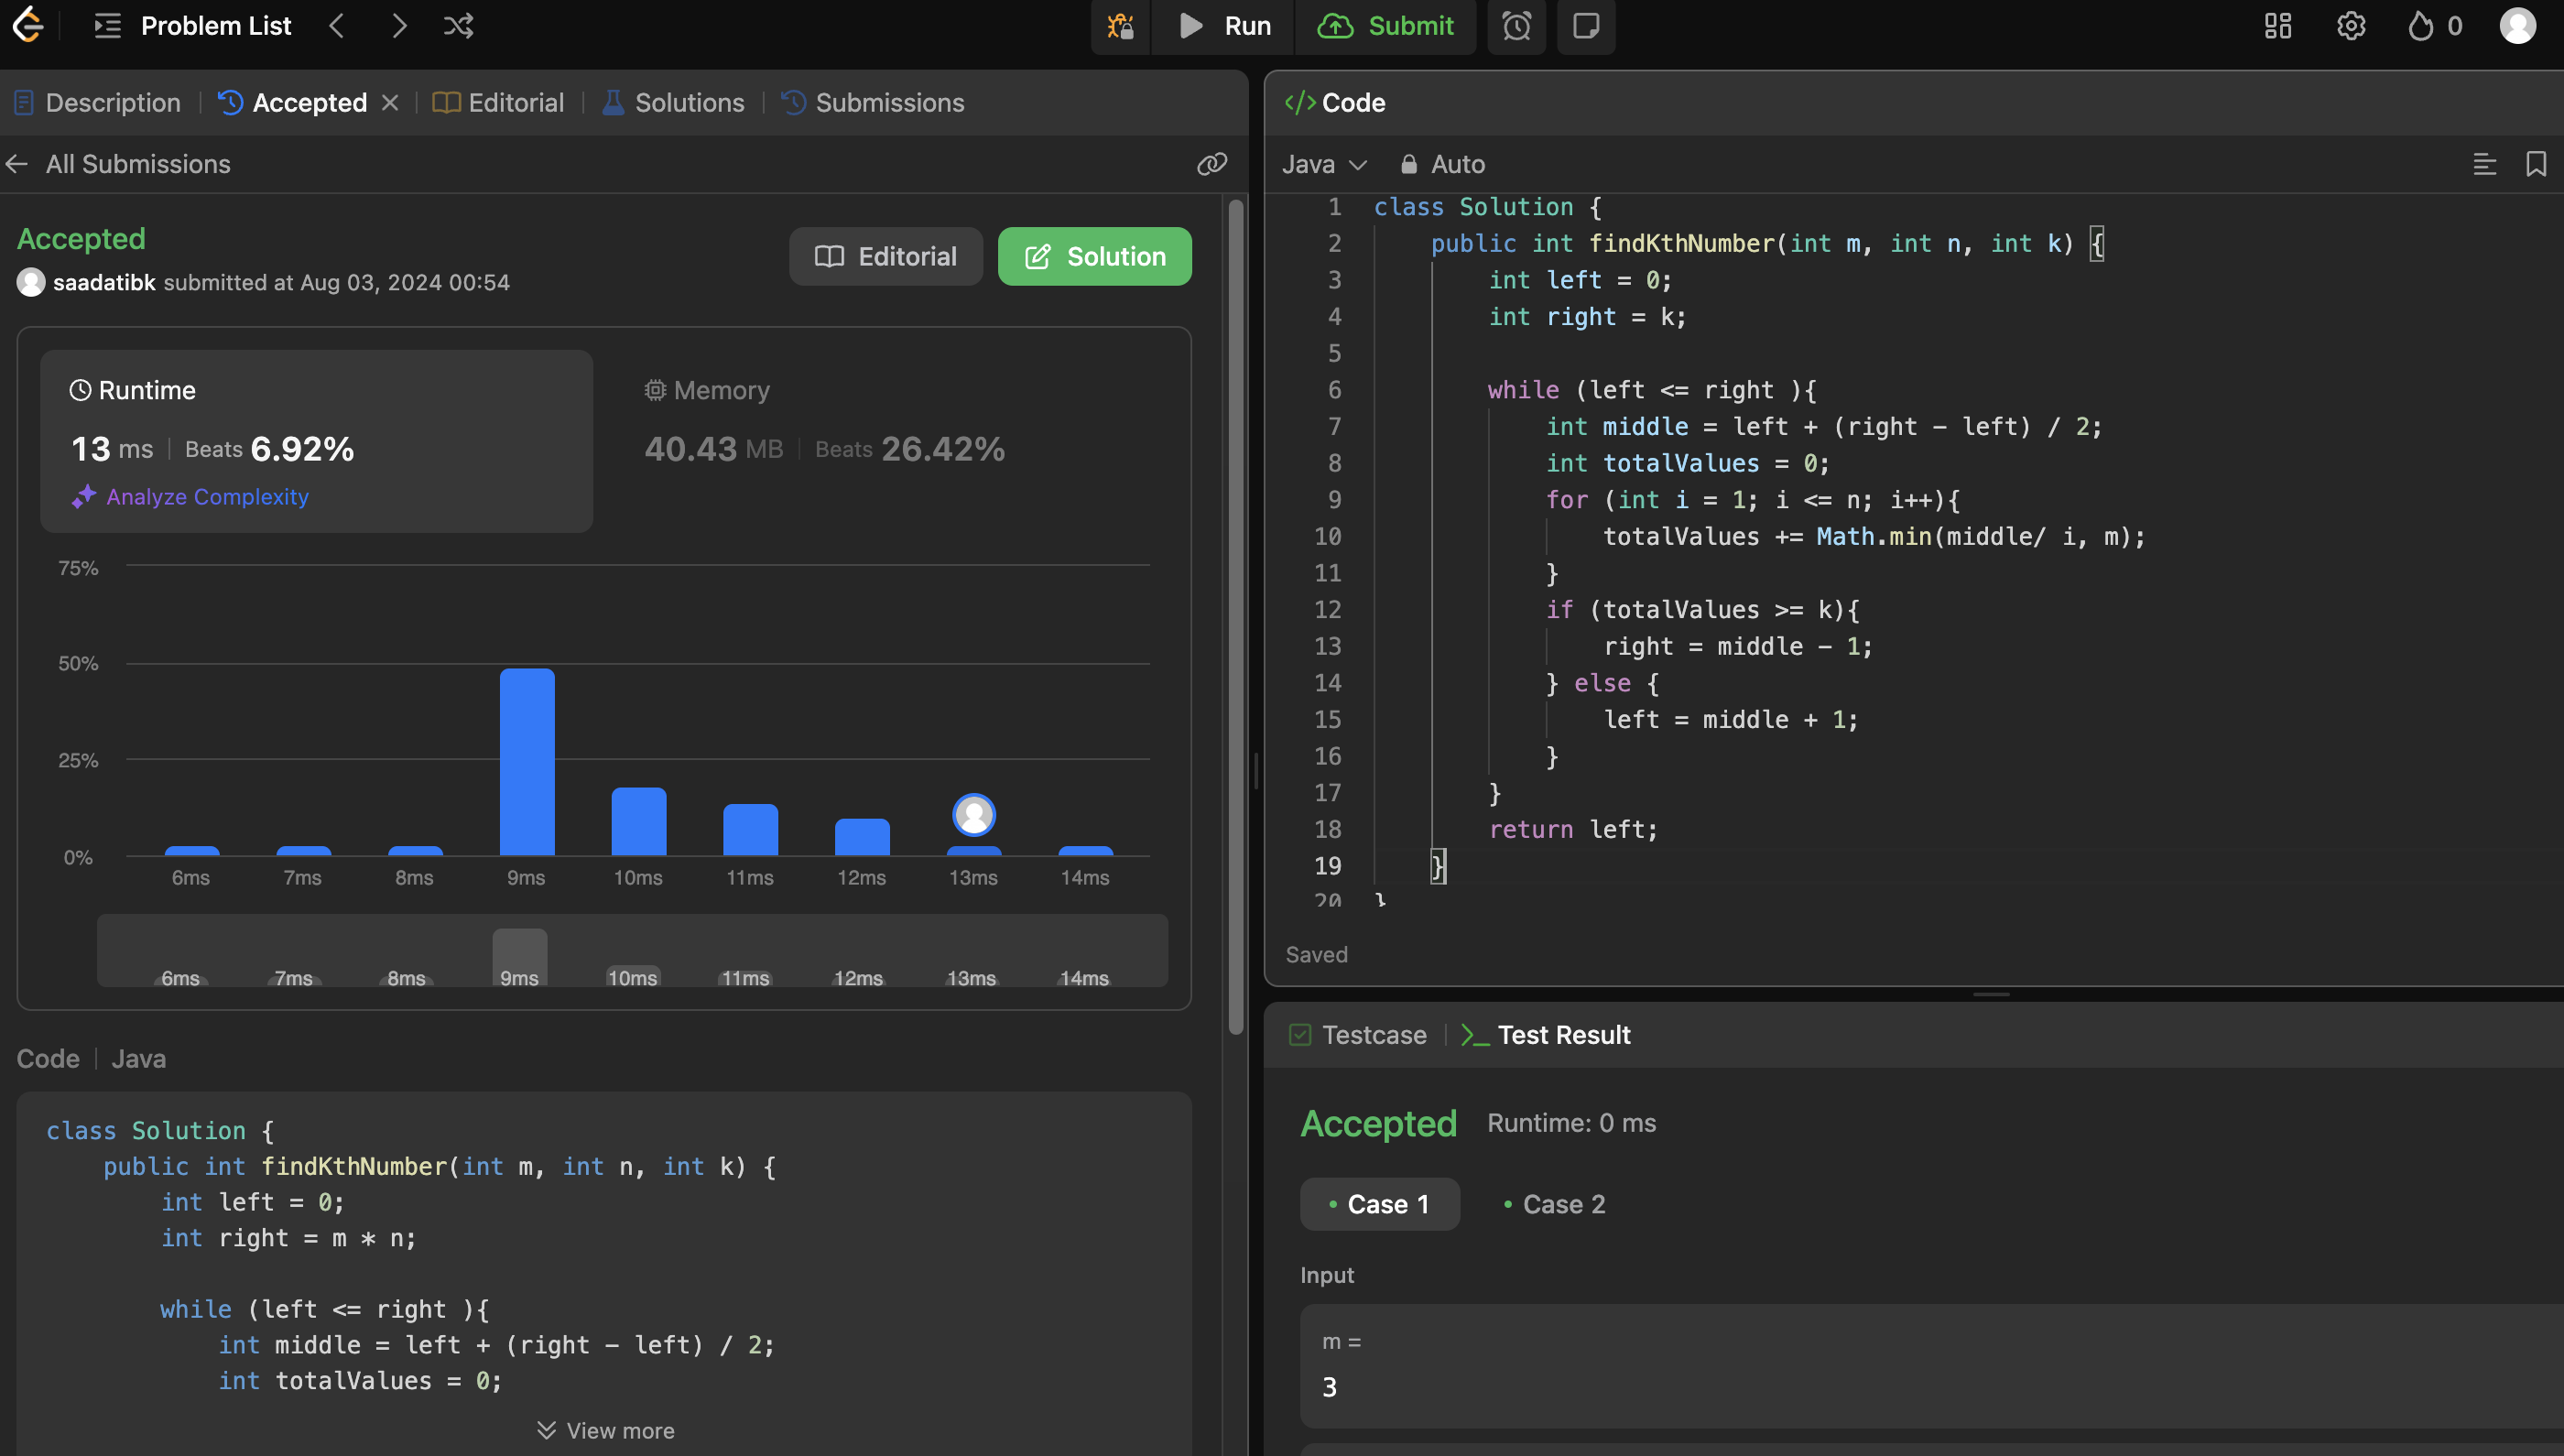 Problem List
Run
Submit
0
Description
Accepted
Editorial
Solutions
Submissions
All Submissions
Accepted
saadatibk submitted at Aug 03, 2024 00:54
Editorial
Solution
Runtime
13 ms | Beats 6.92%
Analyze Complexity
Memory
40.43 MB | Beats 26.42%
75%
50%
25%
0%
6ms 7ms 8ms 9ms 10ms 11ms 12ms 13ms 14ms
6ms 7ms 8ms 9ms 10ms 11ms 12ms 13ms 14ms
Code | Java
class Solution {
    public int findKthNumber(int m, int n, int k) {
        int left = 0;
        int right = m * n;
        while (left <= right ){
            int middle = left + (right - left) / 2;
            int totalValues = 0;
View more
</> Code
Java
Auto
1 class Solution {
2     public int findKthNumber(int m, int n, int k) {
3         int left = 0;
4         int right = k;
5
6         while (left <= right ){
7             int middle = left + (right - left) / 2;
8             int totalValues = 0;
9             for (int i = 1; i <= n; i++){
10                 totalValues += Math.min(middle/ i, m);
11             }
12             if (totalValues >= k){
13                 right = middle - 1;
14             } else {
15                 left = middle + 1;
16             }
17         }
18         return left;
19     }
20 }
Saved
Testcase
Test Result
Accepted Runtime: 0 ms
• Case 1 • Case 2
Input
m =
3